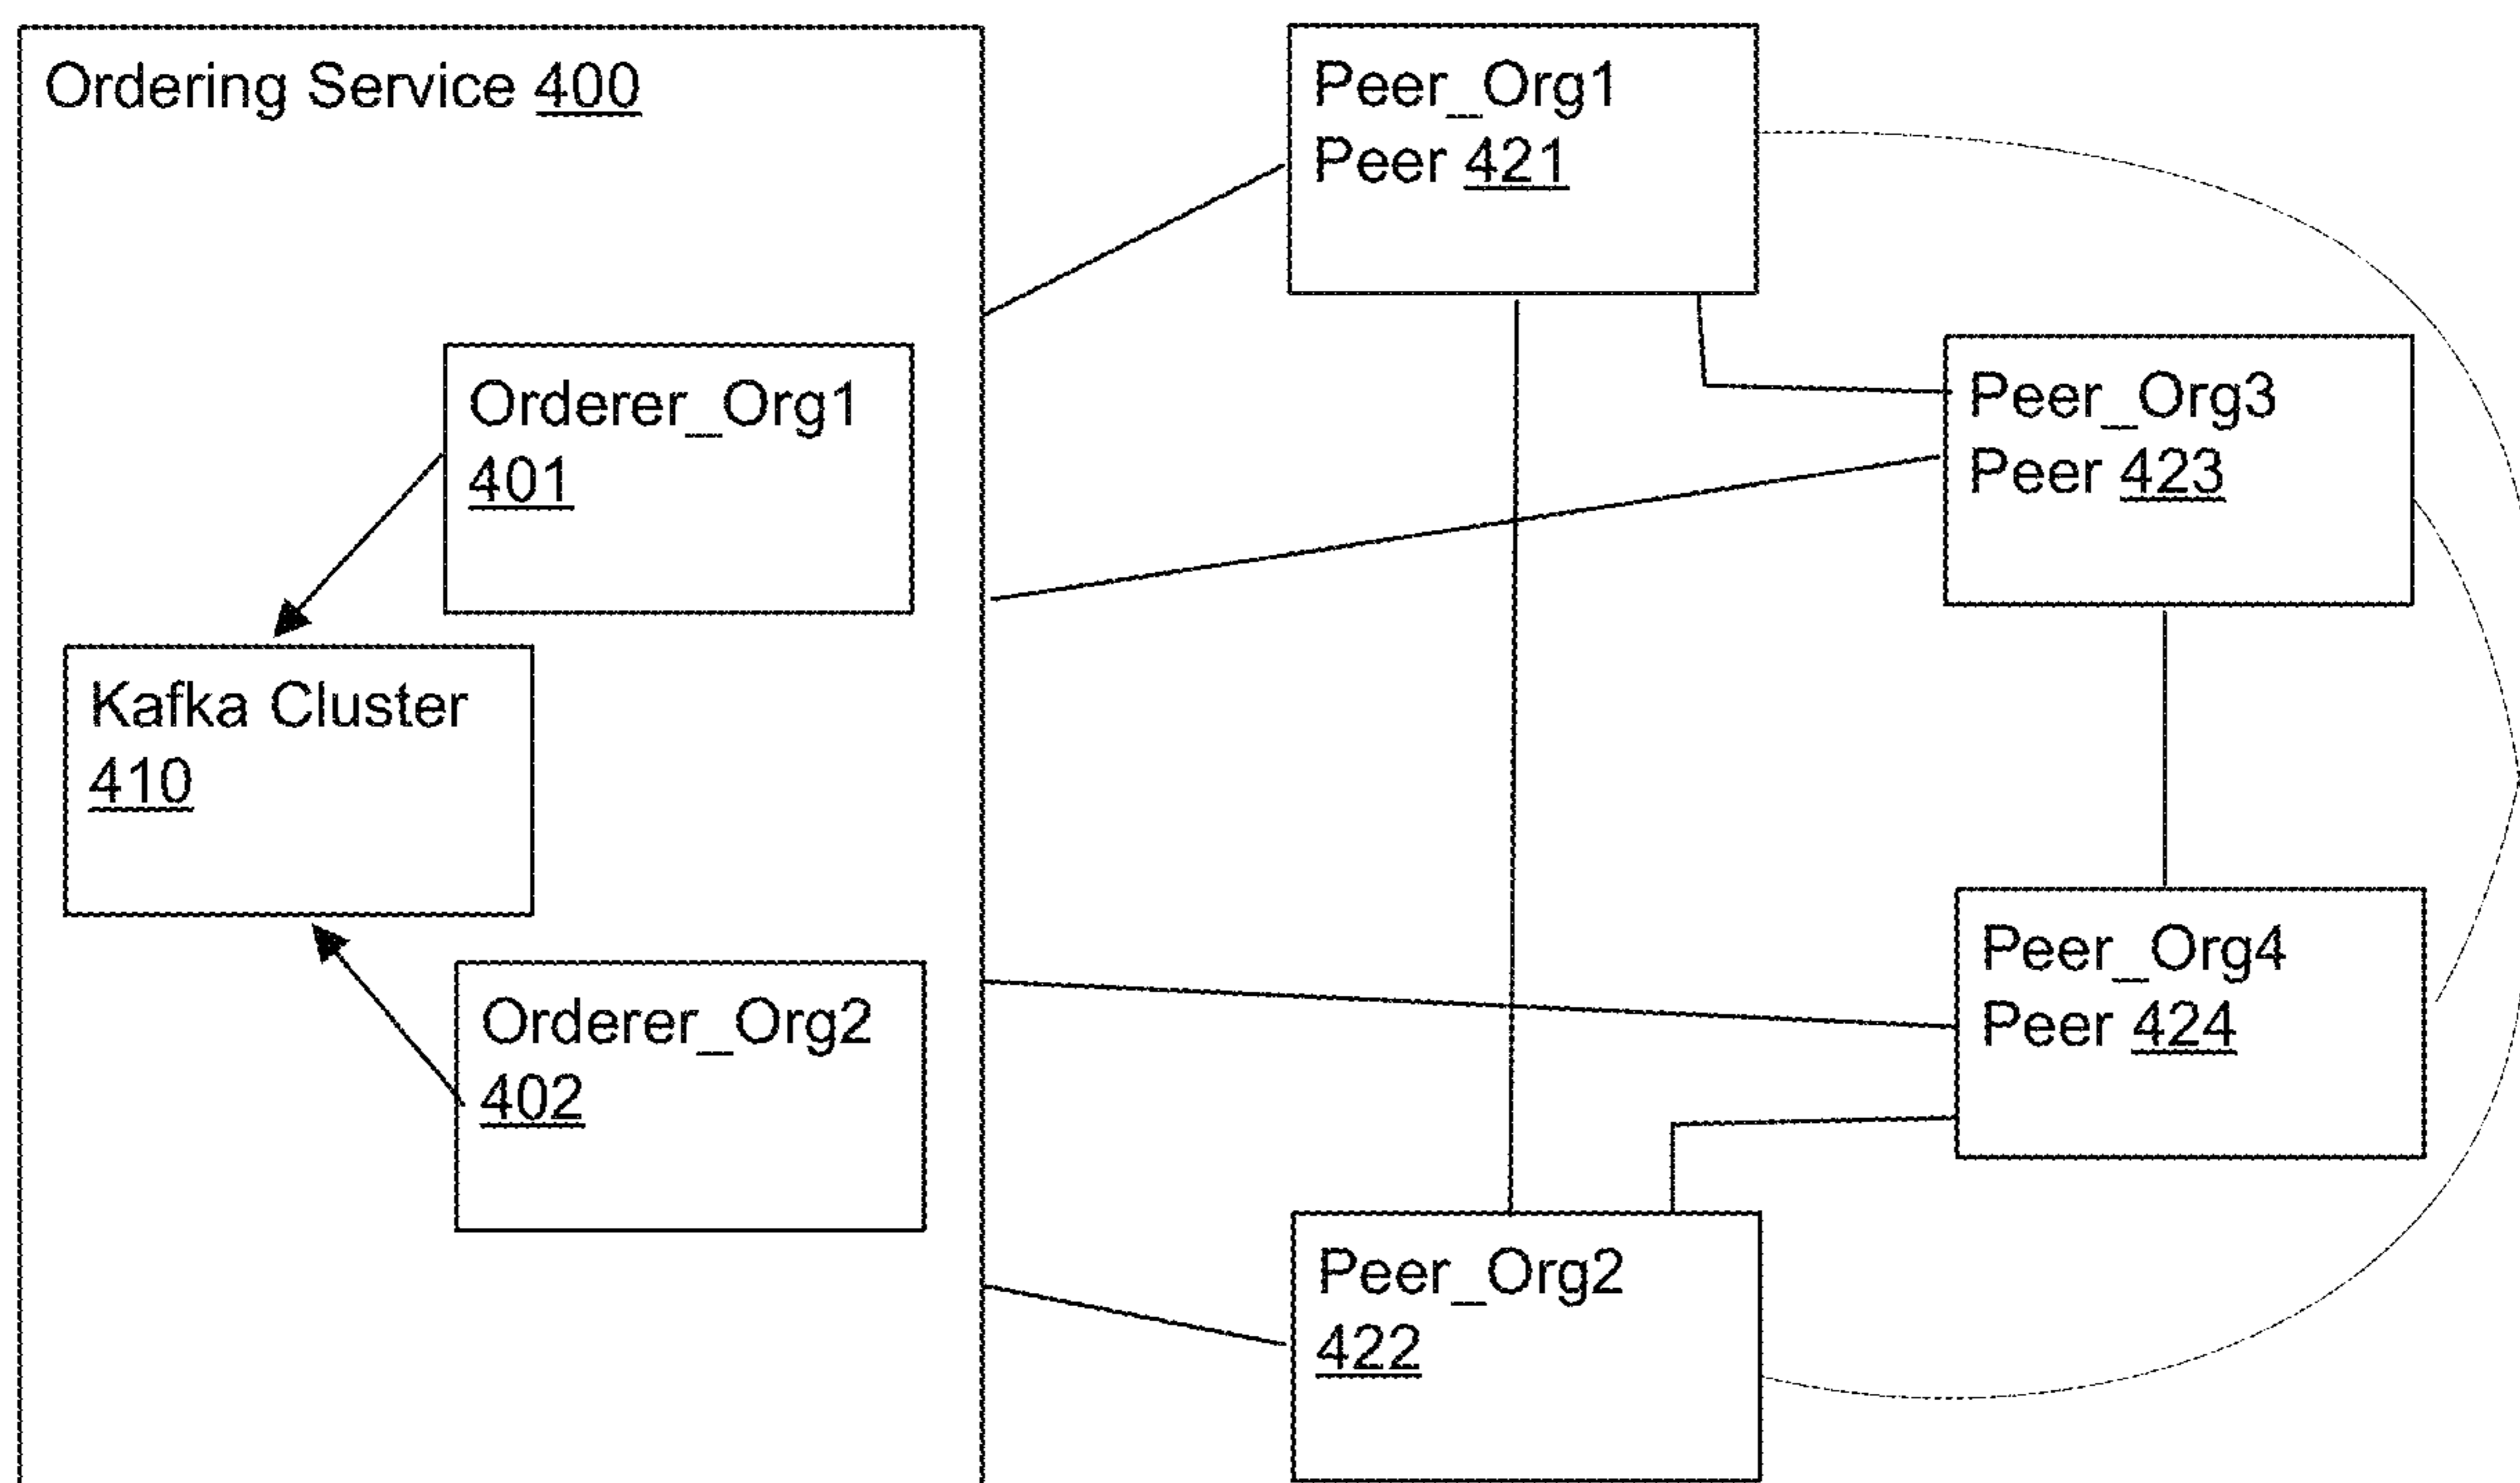 Ordering Service 400
Orderer_Org1
401
Kafka Cluster
410
Orderer_Org2
402
Peer_Org1
Peer 421
Peer_Org3
Peer 423
Peer_Org4
Peer 424
Peer_Org2
422